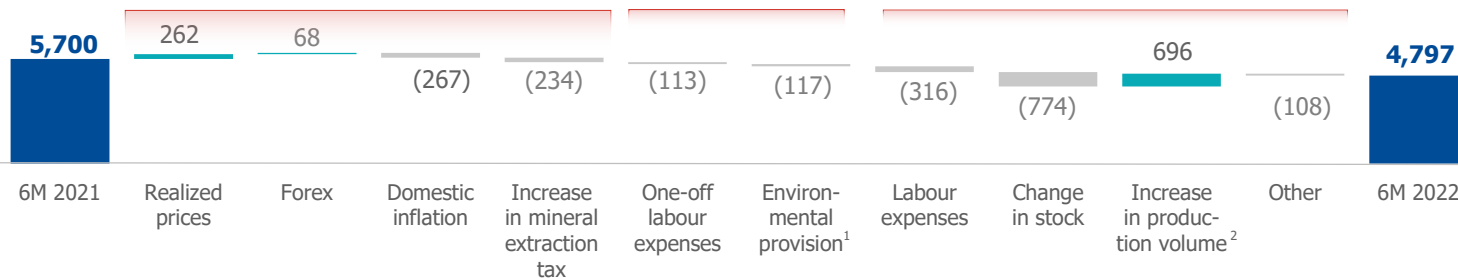 5,700
262
68
(267)
(234)
(113)
(117)
(316)
(774)
696
(108)
4,797
6M 2021
Realized
prices
Forex
Domestic
inflation
Increase
in mineral
extraction
tax
One-off
labour
expenses
Environ-
mental
provision1
Labour
expenses
Change
in stock
Increase
in produc-
tion volume 2
Other
6M 2022